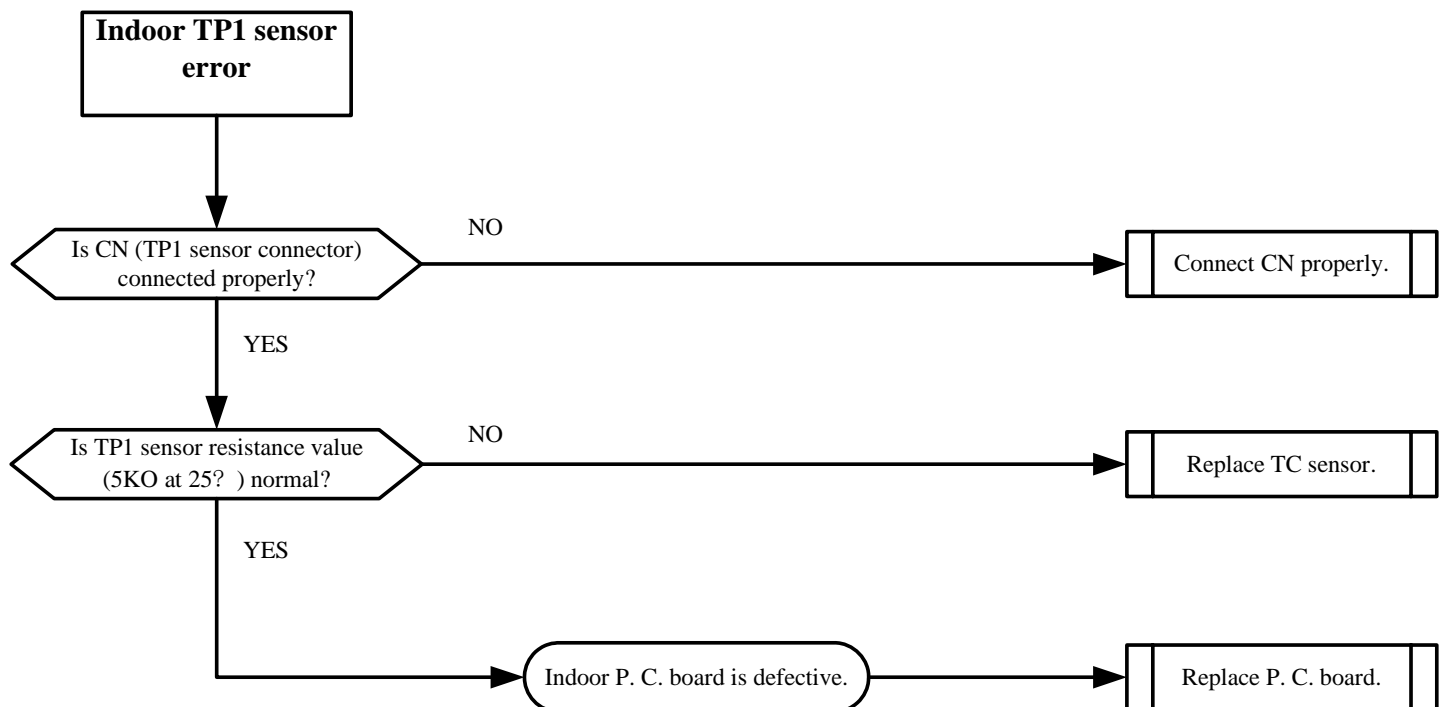 Indoor TP1 sensor
error
Is CN (TP1 sensor connector)
connected properly?
NO
Connect CN properly.
YES
Is TP1 sensor resistance value
(5KO at 25? ) normal?
NO
Replace TC sensor.
YES
Indoor P. C. board is defective.
Replace P. C. board.